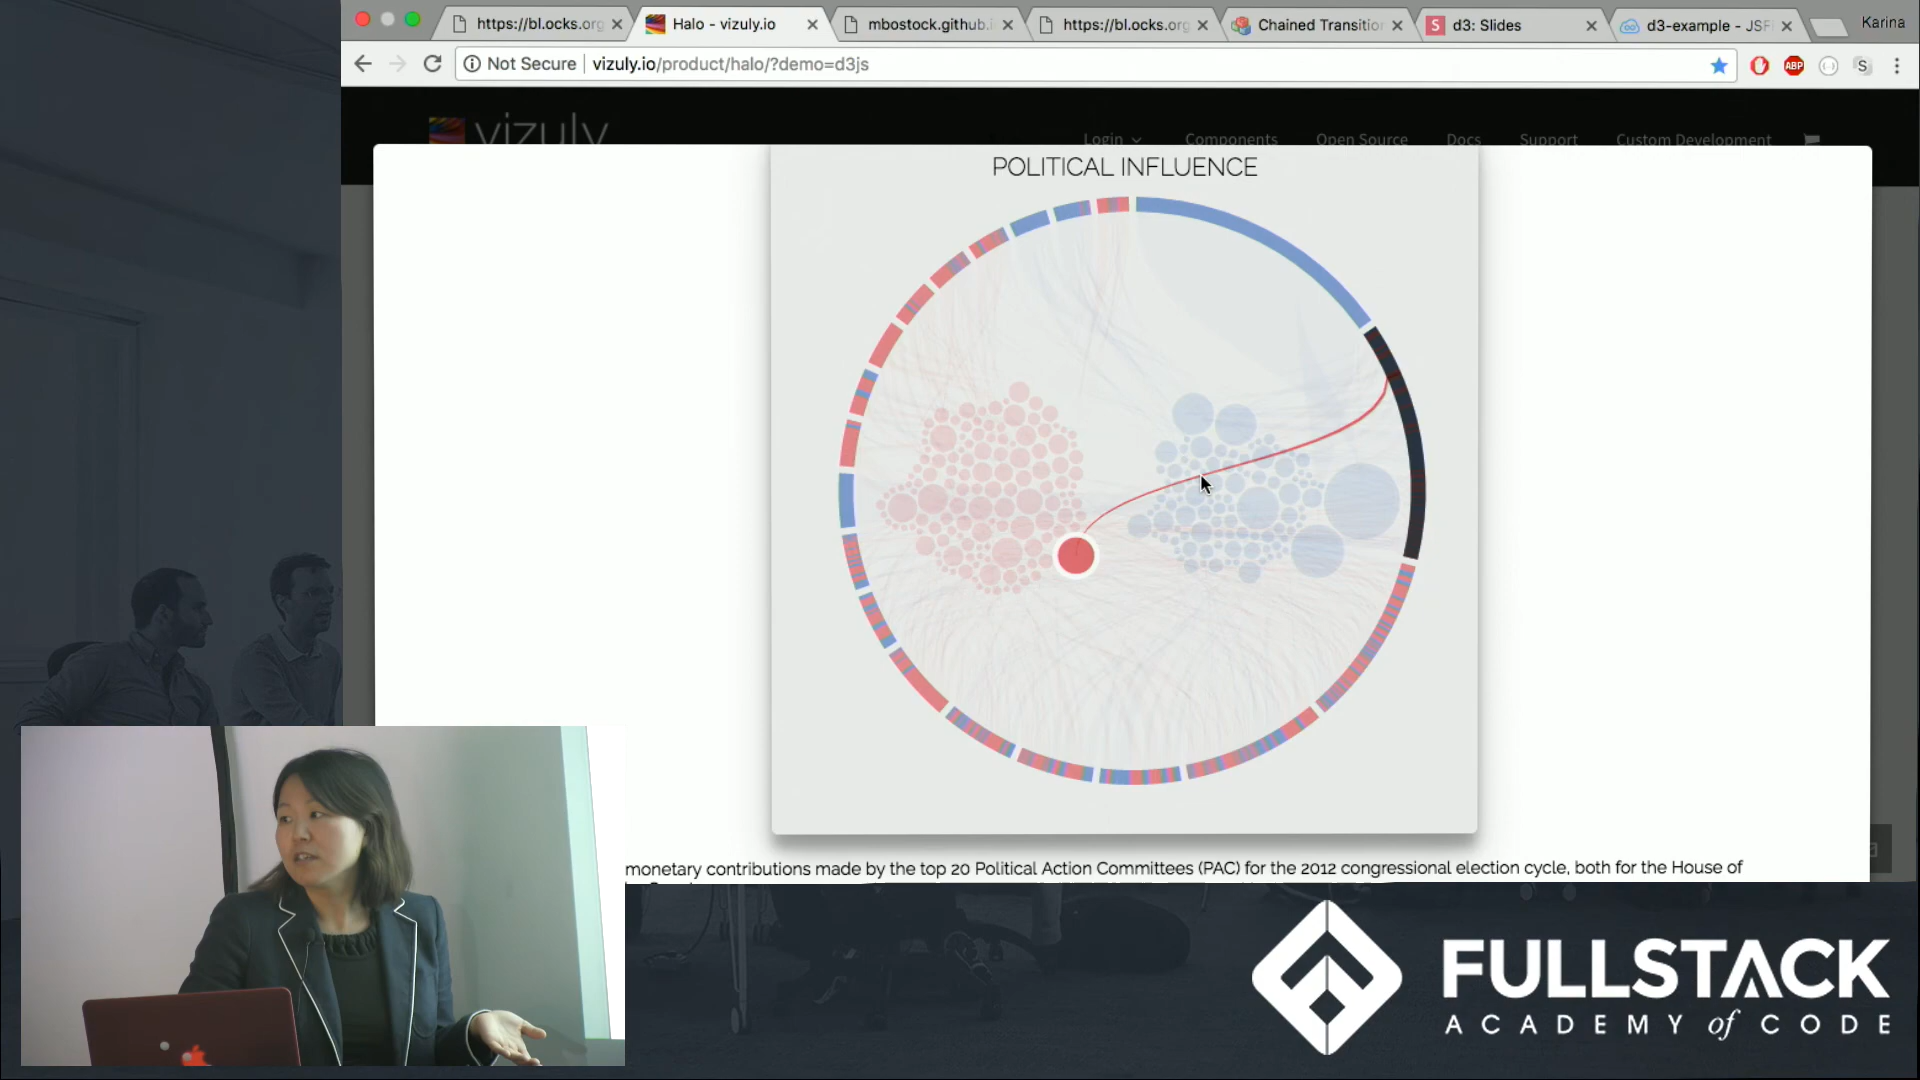 https://bl.ocks.org
Halo - vizuly.io
mbostock.github.i
https://bl.ocks.org
Chained Transitio
S
d3: Slides
d3-example - JSF
Karina
Not Secure
vizuly.io/product/halo/?demo=d3js
ABP
S
vizuly
Login
Components
Open Source
Docs
Support
Custom Development
POLITICAL INFLUENCE
monetary contributions made by the top 20 Political Action Committees (PAC) for the 2012 congressional election cycle, both for the House of
FULLSTACK
ACADEMY of CODE